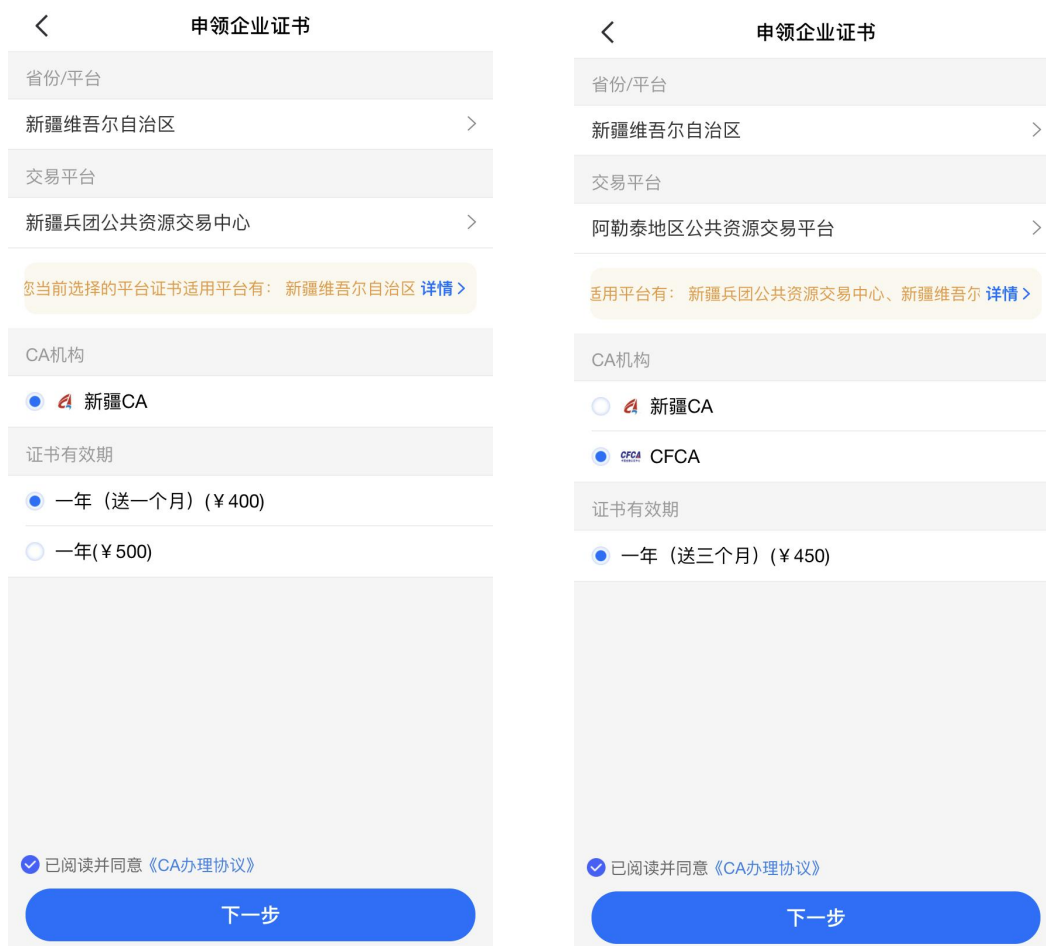 申领企业证书
省份/平台
新疆维吾尔自治区
交易平台
新疆兵团公共资源交易中心
您当前选择的平台证书适用平台有： 新疆维吾尔自治区 详情
CA机构
新疆CA
证书有效期
一年（送一个月）(¥400)
一年(¥500)
已阅读并同意《CA办理协议》
下一步
申领企业证书
省份/平台
新疆维吾尔自治区
交易平台
阿勒泰地区公共资源交易平台
适用平台有： 新疆兵团公共资源交易中心、新疆维吾尔 详情
CA机构
新疆CA
CFCA CFCA
证书有效期
一年（送三个月）(¥450)
已阅读并同意《CA办理协议》
下一步